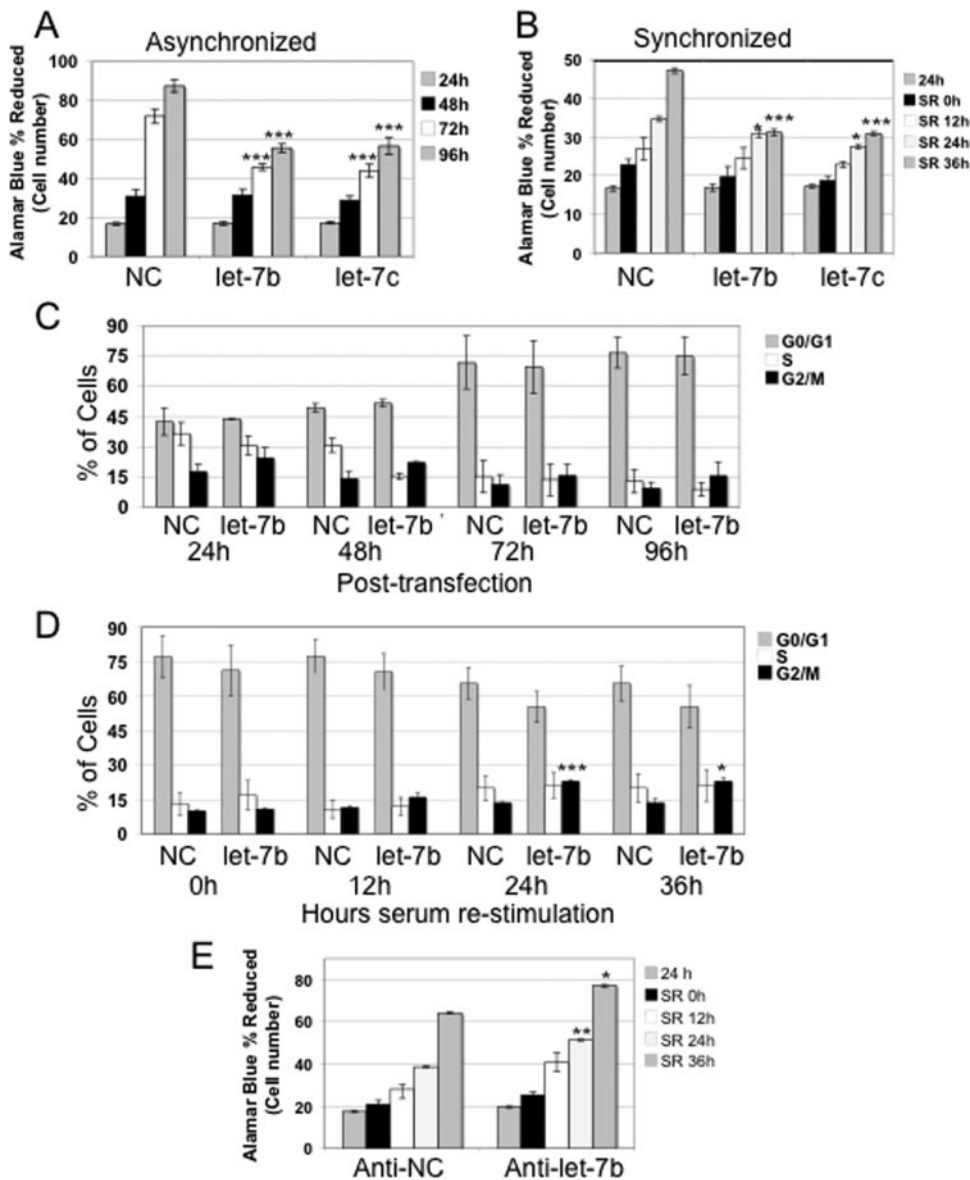 A
Asynchronized
Alamar Blue % Reduced
(Cell number)
100
80
60
40
20
0
*** *** *** ***
NC let-7b let-7c
24h
48h
72h
96h
B
Synchronized
Alamar Blue % Reduced
(Cell number)
50
40
30
20
10
0
* *** * ***
NC let-7b let-7c
24h
SR 0h
SR 12h
SR 24h
SR 36h
C
% of Cells
90
75
60
45
30
15
0
G0/G1
S
G2/M
NC let-7b NC let-7b NC let-7b NC let-7b
24h 48h 72h 96h
Post-transfection
D
% of Cells
90
75
60
45
30
15
0
*** *
G0/G1
S
G2/M
NC let-7b NC let-7b NC let-7b NC let-7b
0h 12h 24h 36h
Hours serum re-stimulation
E
Alamar Blue % Reduced
(Cell number)
80
60
40
20
0
** *
Anti-NC Anti-let-7b
24 h
SR 0h
SR 12h
SR 24h
SR 36h